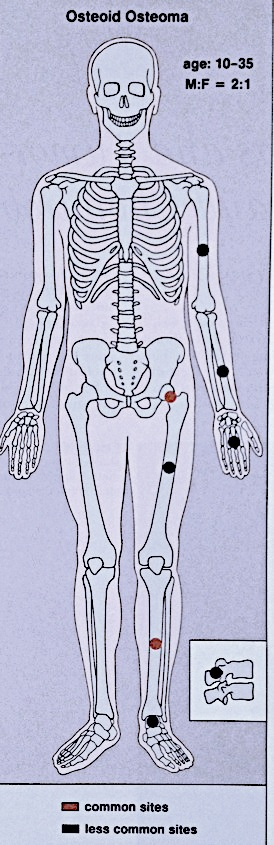 Osteoid Osteoma
age: 10–35
M:F = 2:1
common sites
less common sites